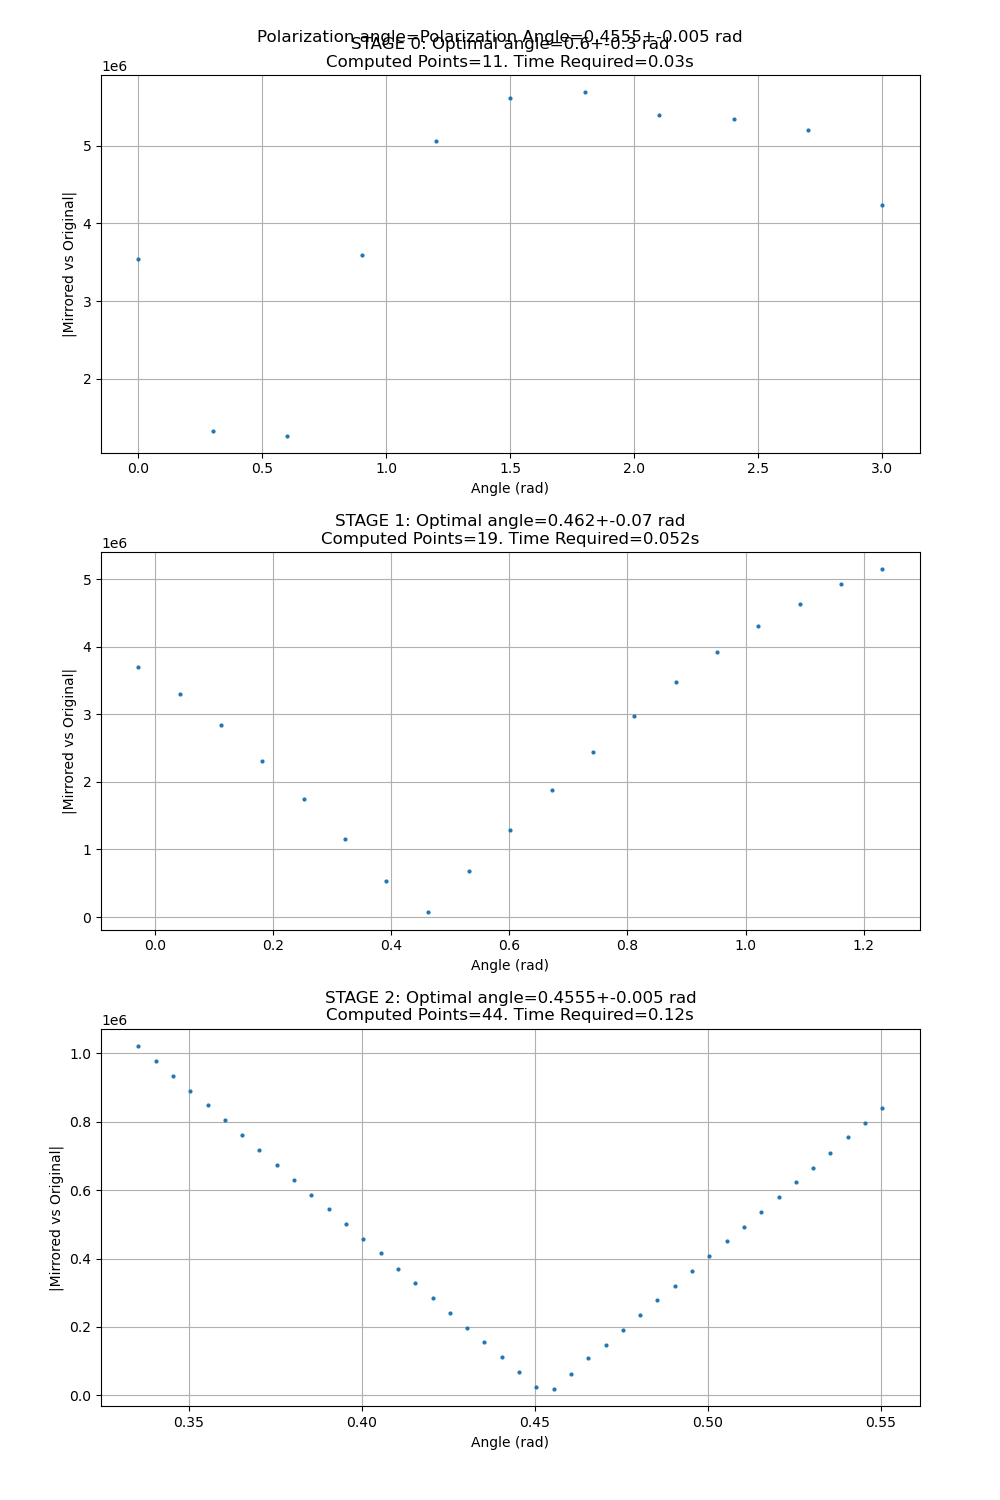 Polarization angle=Polarization Angle=0.4555+-0.005 rad
STAGE 0: Optimal angle=0.6+-0.3 rad
Computed Points=11. Time Required=0.03s
1e6
5
4
3
2
|Mirrored vs Original|
0.0 0.5 1.0 1.5 2.0 2.5 3.0
Angle (rad)
STAGE 1: Optimal angle=0.462+-0.07 rad
Computed Points=19. Time Required=0.052s
1e6
5
4
3
2
1
0
|Mirrored vs Original|
0.0 0.2 0.4 0.6 0.8 1.0 1.2
Angle (rad)
STAGE 2: Optimal angle=0.4555+-0.005 rad
Computed Points=44. Time Required=0.12s
1e6
1.0
0.8
0.6
0.4
0.2
0.0
|Mirrored vs Original|
0.35 0.40 0.45 0.50 0.55
Angle (rad)